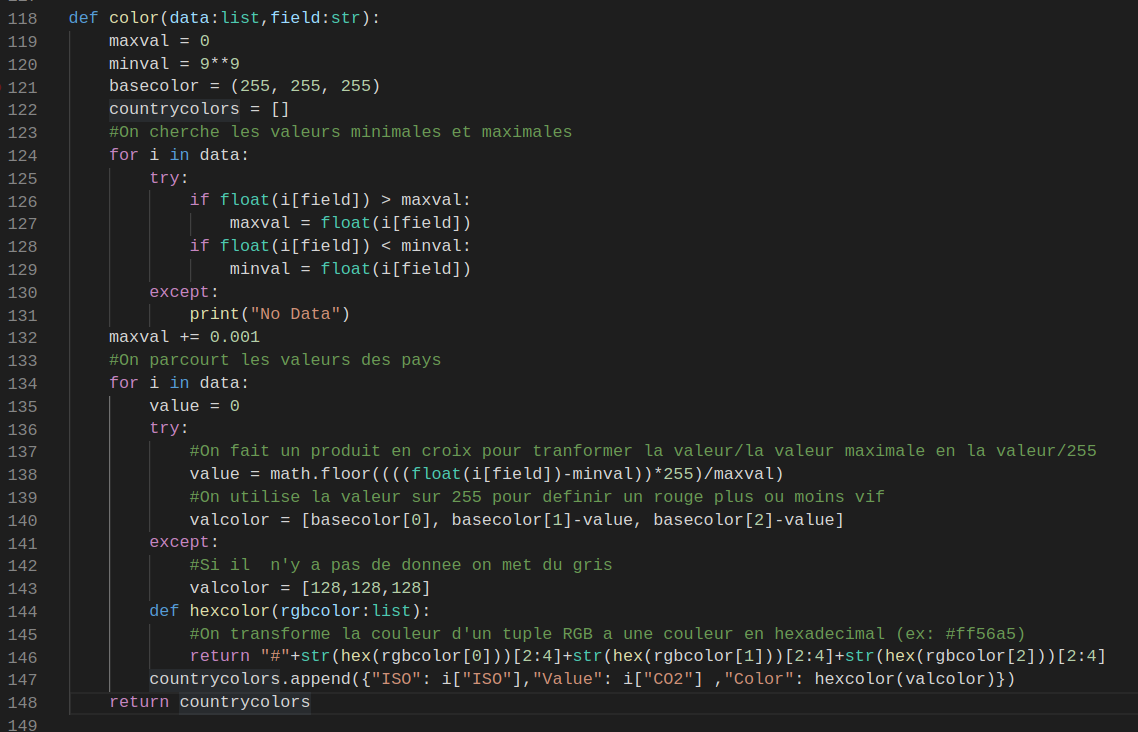 118 def color(data:list,field:str):
119     maxval = 0
120     minval = 9**9
121     basecolor = (255, 255, 255)
122     countrycolors = []
123     #On cherche les valeurs minimales et maximales
124     for i in data:
125         try:
126             if float(i[field]) > maxval:
127                 maxval = float(i[field])
128             if float(i[field]) < minval:
129                 minval = float(i[field])
130         except:
131             print("No Data")
132     maxval += 0.001
133     #On parcourt les valeurs des pays
134     for i in data:
135         value = 0
136         try:
137             #On fait un produit en croix pour tranformer la valeur/la valeur maximale en la valeur/255
138             value = math.floor((((float(i[field])-minval))*255)/maxval)
139             #On utilise la valeur sur 255 pour definir un rouge plus ou moins vif
140             valcolor = [basecolor[0], basecolor[1]-value, basecolor[2]-value]
141         except:
142             #Si il  n'y a pas de donnee on met du gris
143             valcolor = [128,128,128]
144         def hexcolor(rgbcolor:list):
145             #On transforme la couleur d'un tuple RGB a une couleur en hexadecimal (ex: #ff56a5)
146             return "#"+str(hex(rgbcolor[0]))[2:4]+str(hex(rgbcolor[1]))[2:4]+str(hex(rgbcolor[2]))[2:4]
147         countrycolors.append({"ISO": i["ISO"],"Value": i["CO2"] ,"Color": hexcolor(valcolor)})
148     return countrycolors
149